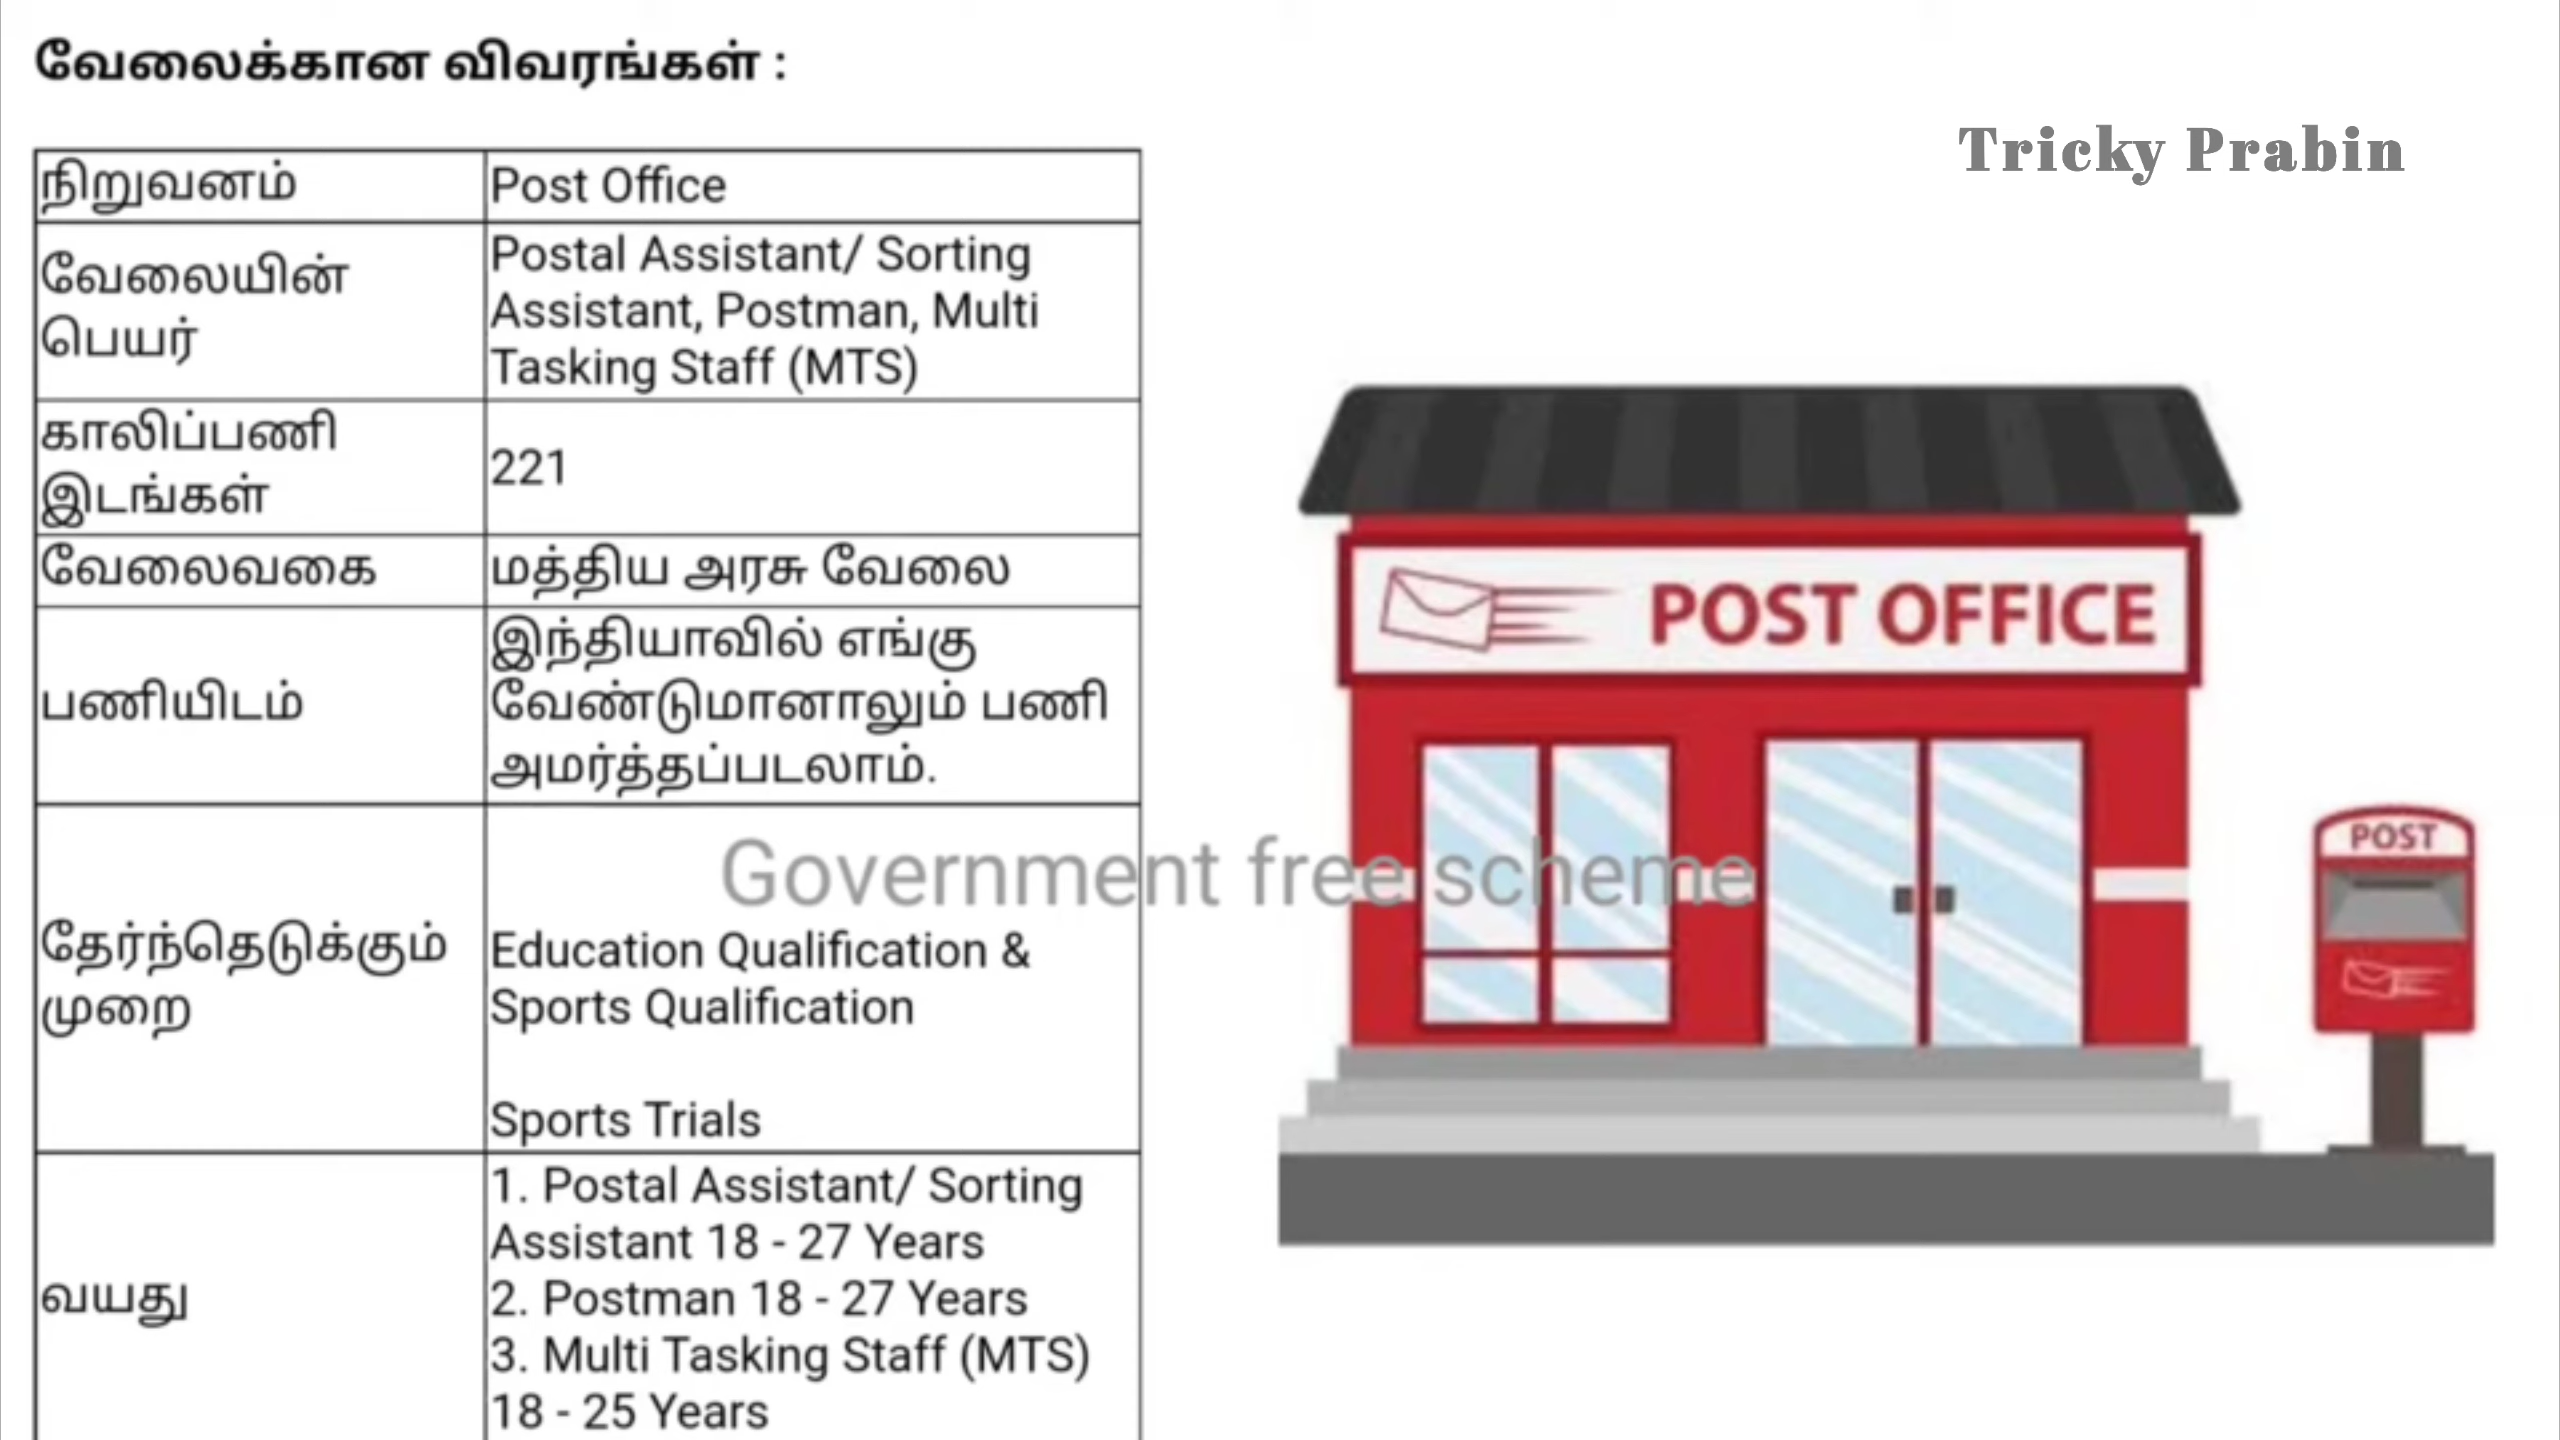 வேலைக்கான விவரங்கள் :
Tricky Prabin
நிறுவனம்
Post Office
வேலையின்
பெயர்
Postal Assistant/ Sorting
Assistant, Postman, Multi
Tasking Staff (MTS)
காலிப்பணி
இடங்கள்
221
வேலைவகை
மத்திய அரசு வேலை
பணியிடம்
இந்தியாவில் எங்கு
வேண்டுமானாலும் பணி
அமர்த்தப்படலாம்.
தேர்ந்தெடுக்கும்
முறை
Education Qualification &
Sports Qualification
Sports Trials
வயது
1. Postal Assistant/ Sorting
Assistant 18 - 27 Years
2. Postman 18 - 27 Years
3. Multi Tasking Staff (MTS)
18 - 25 Years
Government free scheme
POST OFFICE
POST